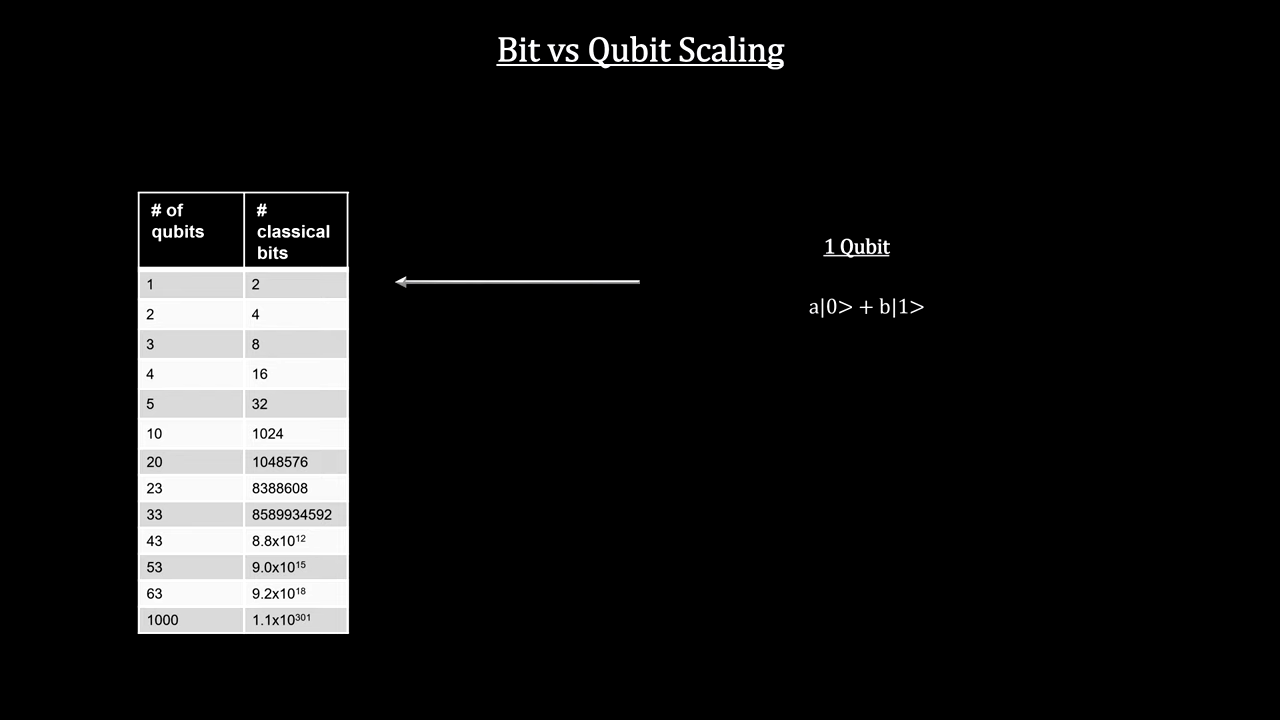 Bit vs Qubit Scaling
# of qubits # classical bits
1 2
2 4
3 8
4 16
5 32
10 1024
20 1048576
23 8388608
33 8589934592
43 8.8x10¹²
53 9.0x10¹⁵
63 9.2x10¹⁸
1000 1.1x10³⁰¹
1 Qubit
a|0> + b|1>